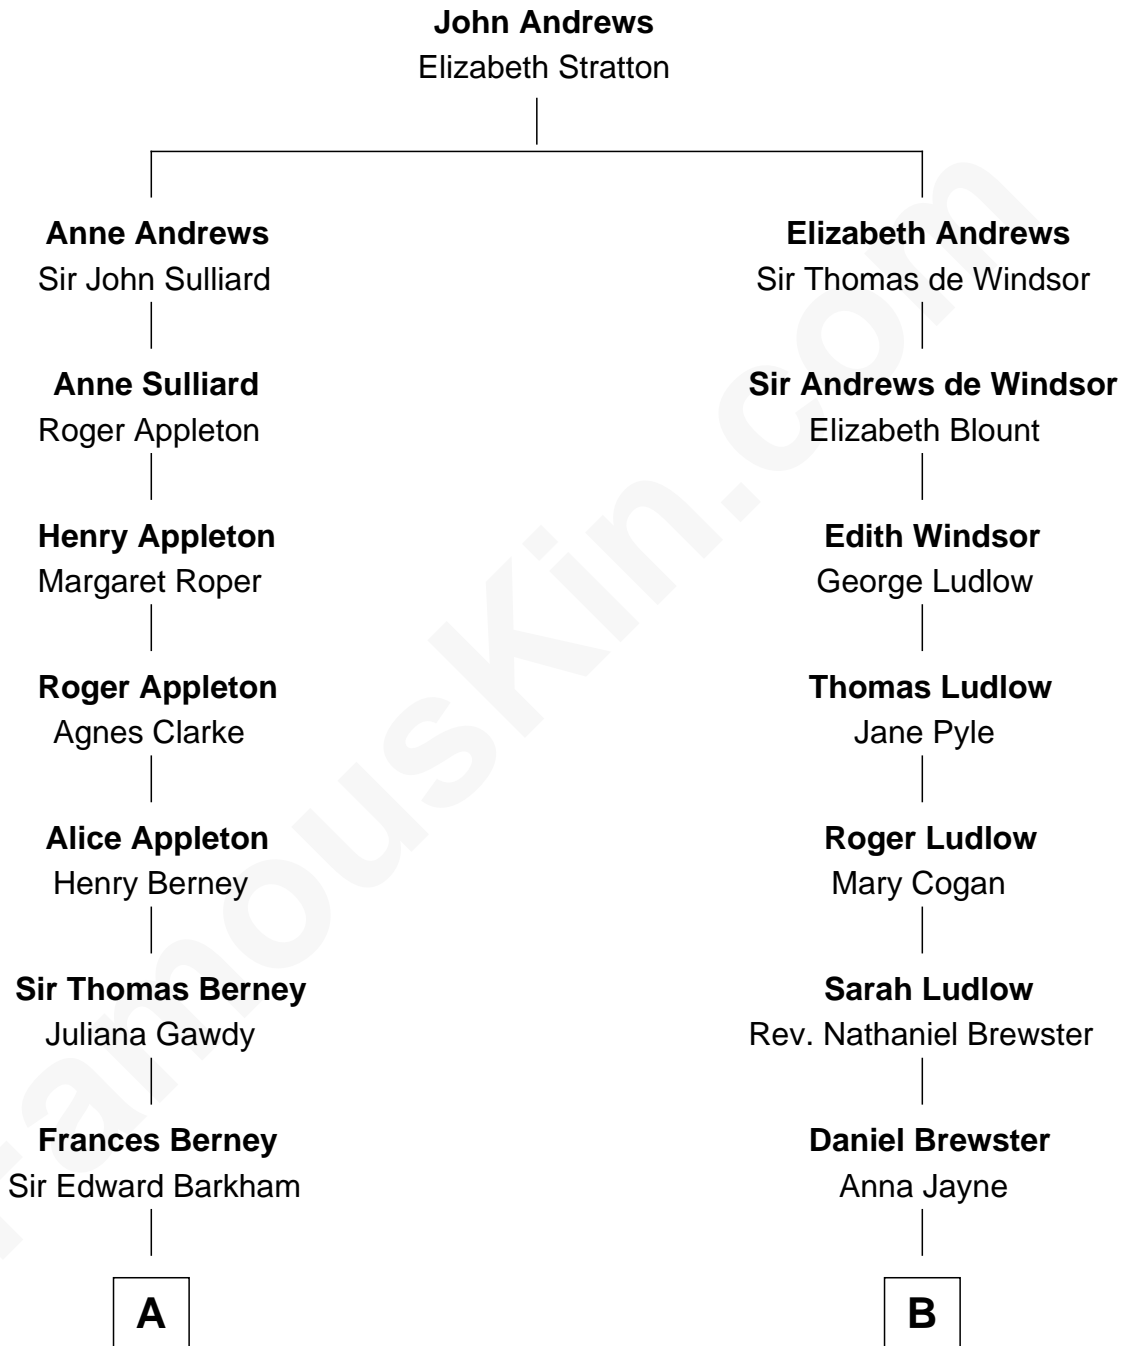 John Andrews
Elizabeth Stratton
Anne Andrews
Sir John Sulliard
Elizabeth Andrews
Sir Thomas de Windsor
Anne Sulliard
Roger Appleton
Sir Andrews de Windsor
Elizabeth Blount
Henry Appleton
Margaret Roper
Edith Windsor
George Ludlow
Roger Appleton
Agnes Clarke
Thomas Ludlow
Jane Pyle
Alice Appleton
Henry Berney
Roger Ludlow
Mary Cogan
Sir Thomas Berney
Juliana Gawdy
Sarah Ludlow
Rev. Nathaniel Brewster
Frances Berney
Sir Edward Barkham
Daniel Brewster
Anna Jayne
A
B
FamousKin.com